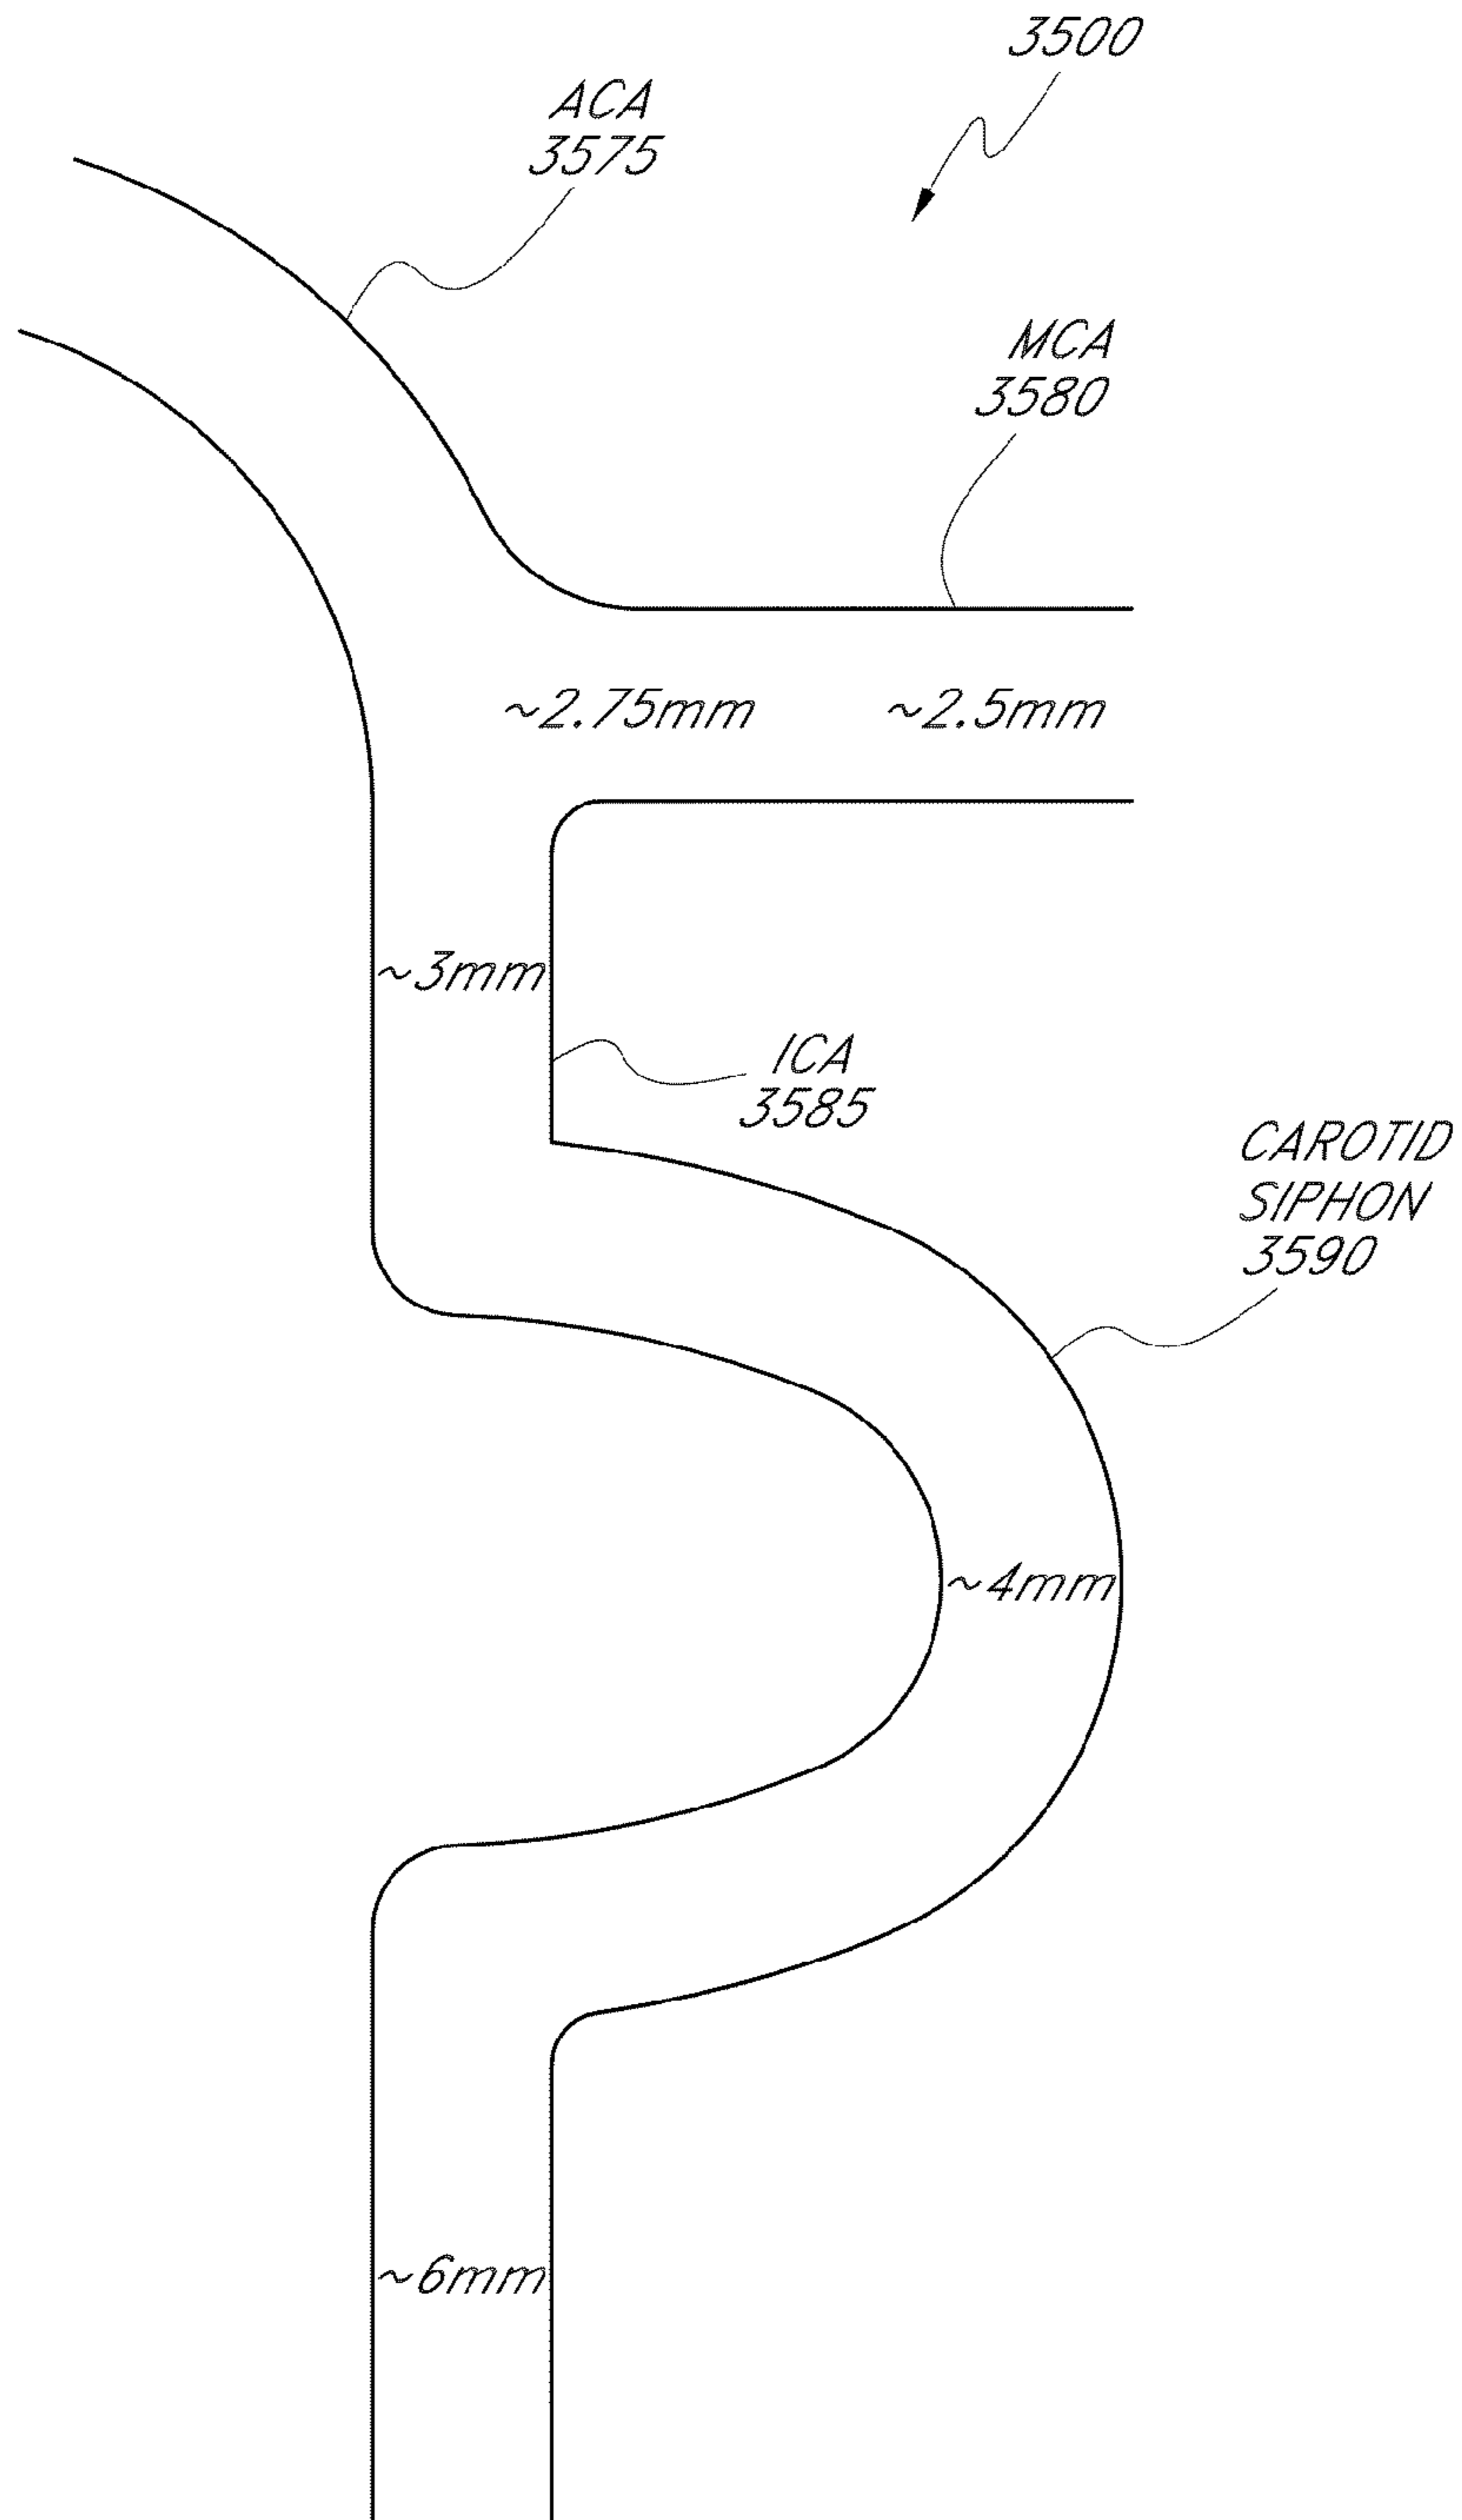 3500
ACA
3575
MCA
3580
~2.75mm ~2.5mm
~3mm
ICA
3585
CAROTID
SIPHON
3590
~4mm
~6mm